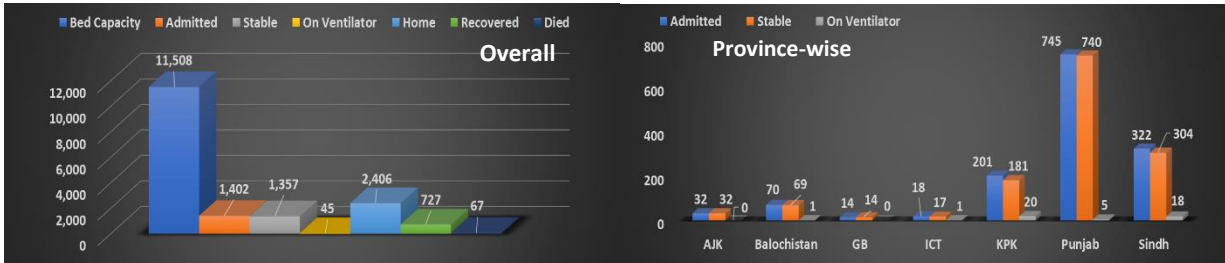 Bed Capacity Admitted Stable On Ventilator Home Recovered Died
Overall
11,508
12,000
10,000
8,000
6,000
4,000
2,000
0
1,402
1,357
45
2,406
727
67
Admitted Stable On Ventilator
Province-wise
800
600
400
200
0
32 32 0
70 69 1
14 14 0
18 17 1
201 181 20
745 740 5
322 304 18
AJK Balochistan GB ICT KPK Punjab Sindh